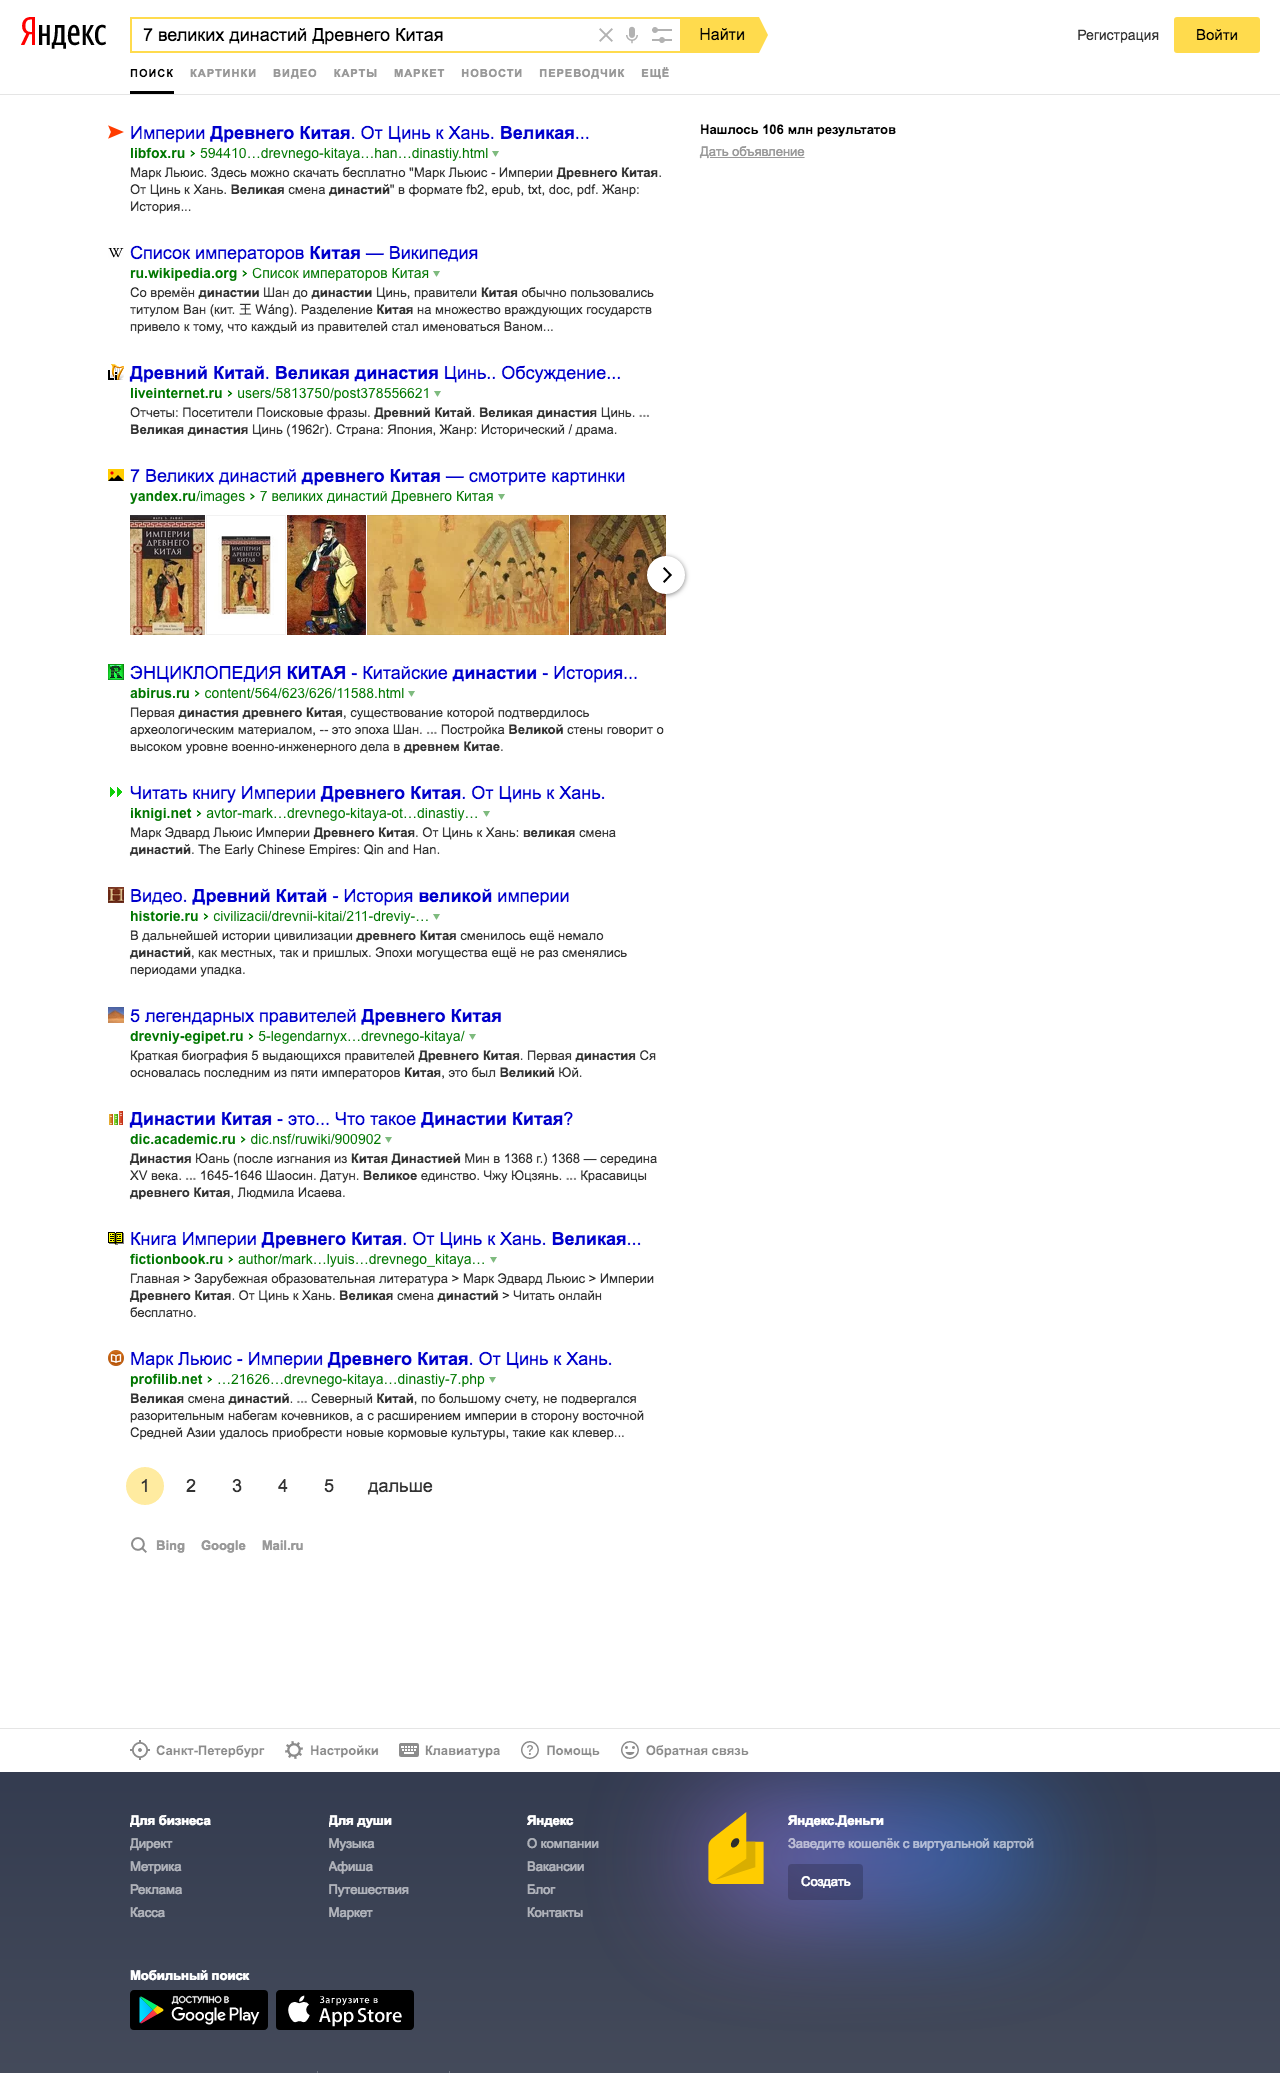 Яндекс
7 великих династий Древнего Китая
Найти
Регистрация
Войти
ПОИСК КАРТИНКИ ВИДЕО КАРТЫ МАРКЕТ НОВОСТИ ПЕРЕВОДЧИК ЕЩЁ
Империи Древнего Китая. От Цинь к Хань. Великая...
libfox.ru › 594410…drevnego-kitaya…han…dinastiy.html
Марк Льюис. Здесь можно скачать бесплатно "Марк Льюис - Империи Древнего Китая.
От Цинь к Хань. Великая смена династий" в формате fb2, epub, txt, doc, pdf. Жанр:
История...
Нашлось 106 млн результатов
Дать объявление
Список императоров Китая — Википедия
ru.wikipedia.org › Список императоров Китая
Со времён династии Шан до династии Цинь, правители Китая обычно пользовались
титулом Ван (кит. 王 Wáng). Разделение Китая на множество враждующих государств
привело к тому, что каждый из правителей стал именоваться Ваном...
Древний Китай. Великая династия Цинь.. Обсуждение...
liveinternet.ru › users/5813750/post378556621
Отчеты: Посетители Поисковые фразы. Древний Китай. Великая династия Цинь. ...
Великая династия Цинь (1962г). Страна: Япония, Жанр: Исторический / драма.
7 Великих династий древнего Китая — смотрите картинки
yandex.ru/images › 7 великих династий Древнего Китая
ИМПЕРИИ
ДРЕВНЕГО
КИТАЯ
ИМПЕРИИ
ДРЕВНЕГО
КИТАЯ
ЭНЦИКЛОПЕДИЯ КИТАЯ - Китайские династии - История...
abirus.ru › content/564/623/626/11588.html
Первая династия древнего Китая, существование которой подтвердилось
археологическим материалом, -- это эпоха Шан. ... Постройка Великой стены говорит о
высоком уровне военно-инженерного дела в древнем Китае.
Читать книгу Империи Древнего Китая. От Цинь к Хань.
iknigi.net › avtor-mark…drevnego-kitaya-ot…dinastiy…
Марк Эдвард Льюис Империи Древнего Китая. От Цинь к Хань: великая смена
династий. The Early Chinese Empires: Qin and Han.
Видео. Древний Китай - История великой империи
historie.ru › civilizacii/drevnii-kitai/211-dreviy-…
В дальнейшей истории цивилизации древнего Китая сменилось ещё немало
династий, как местных, так и пришлых. Эпохи могущества ещё не раз сменялись
периодами упадка.
5 легендарных правителей Древнего Китая
drevniy-egipet.ru › 5-legendarnyx…drevnego-kitaya/
Краткая биография 5 выдающихся правителей Древнего Китая. Первая династия Ся
основалась последним из пяти императоров Китая, это был Великий Юй.
Династии Китая - это... Что такое Династии Китая?
dic.academic.ru › dic.nsf/ruwiki/900902
Династия Юань (после изгнания из Китая Династией Мин в 1368 г.) 1368 — середина
XV века. ... 1645-1646 Шаосин. Датун. Великое единство. Чжу Юцзянь. ... Красавицы
древнего Китая, Людмила Исаева.
Книга Империи Древнего Китая. От Цинь к Хань. Великая...
fictionbook.ru › author/mark…lyuis…drevnego_kitaya…
Главная > Зарубежная образовательная литература > Марк Эдвард Льюис > Империи
Древнего Китая. От Цинь к Хань. Великая смена династий > Читать онлайн
бесплатно.
Марк Льюис - Империи Древнего Китая. От Цинь к Хань.
profilib.net › …21626…drevnego-kitaya…dinastiy-7.php
Великая смена династий. ... Северный Китай, по большому счету, не подвергался
разорительным набегам кочевников, а с расширением империи в сторону восточной
Средней Азии удалось приобрести новые кормовые культуры, такие как клевер...
1 2 3 4 5 дальше
Bing Google Mail.ru
Санкт-Петербург Настройки Клавиатура Помощь Обратная связь
Для бизнеса
Директ
Метрика
Реклама
Касса
Для души
Музыка
Афиша
Путешествия
Маркет
Яндекс
О компании
Вакансии
Блог
Контакты
Яндекс.Деньги
Заведите кошелёк с виртуальной картой
Создать
Мобильный поиск
ДОСТУПНО В
Google Play
Загрузите в
App Store